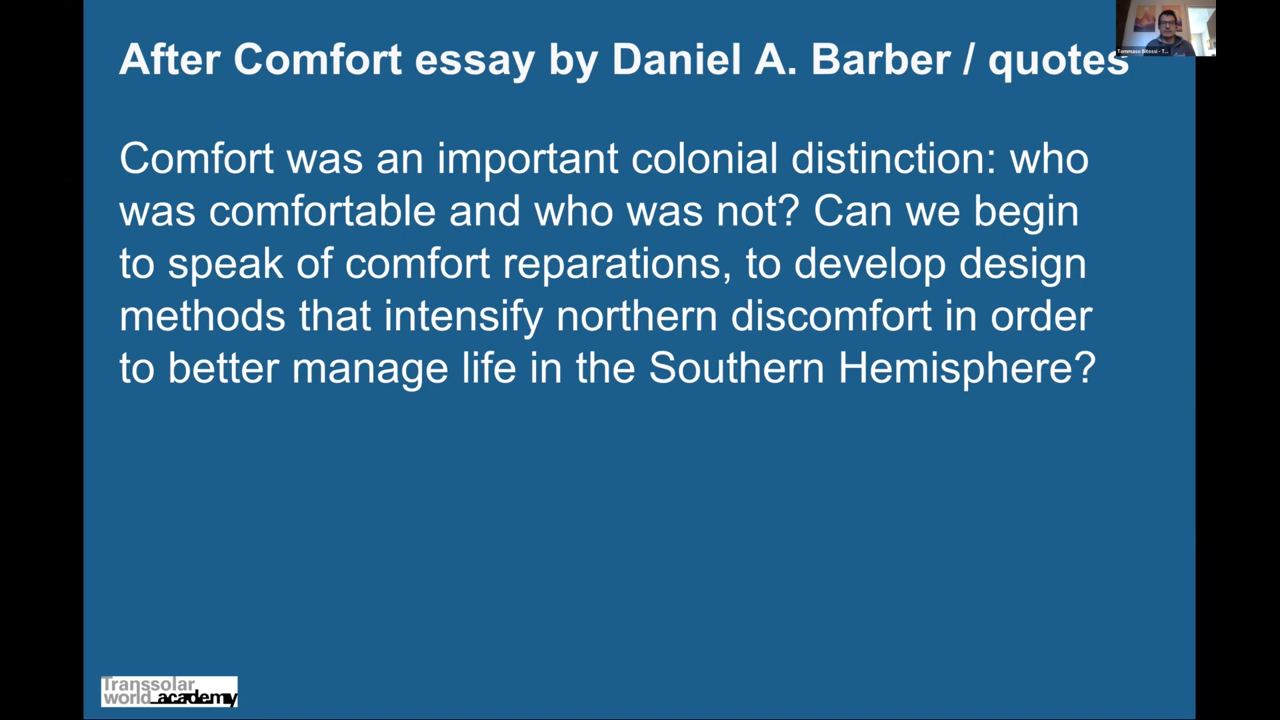 After Comfort essay by Daniel A. Barber / quotes
Tommaso Bitossi - T...
Comfort was an important colonial distinction: who
was comfortable and who was not? Can we begin
to speak of comfort reparations, to develop design
methods that intensify northern discomfort in order
to better manage life in the Southern Hemisphere?
Transsolar
world academy